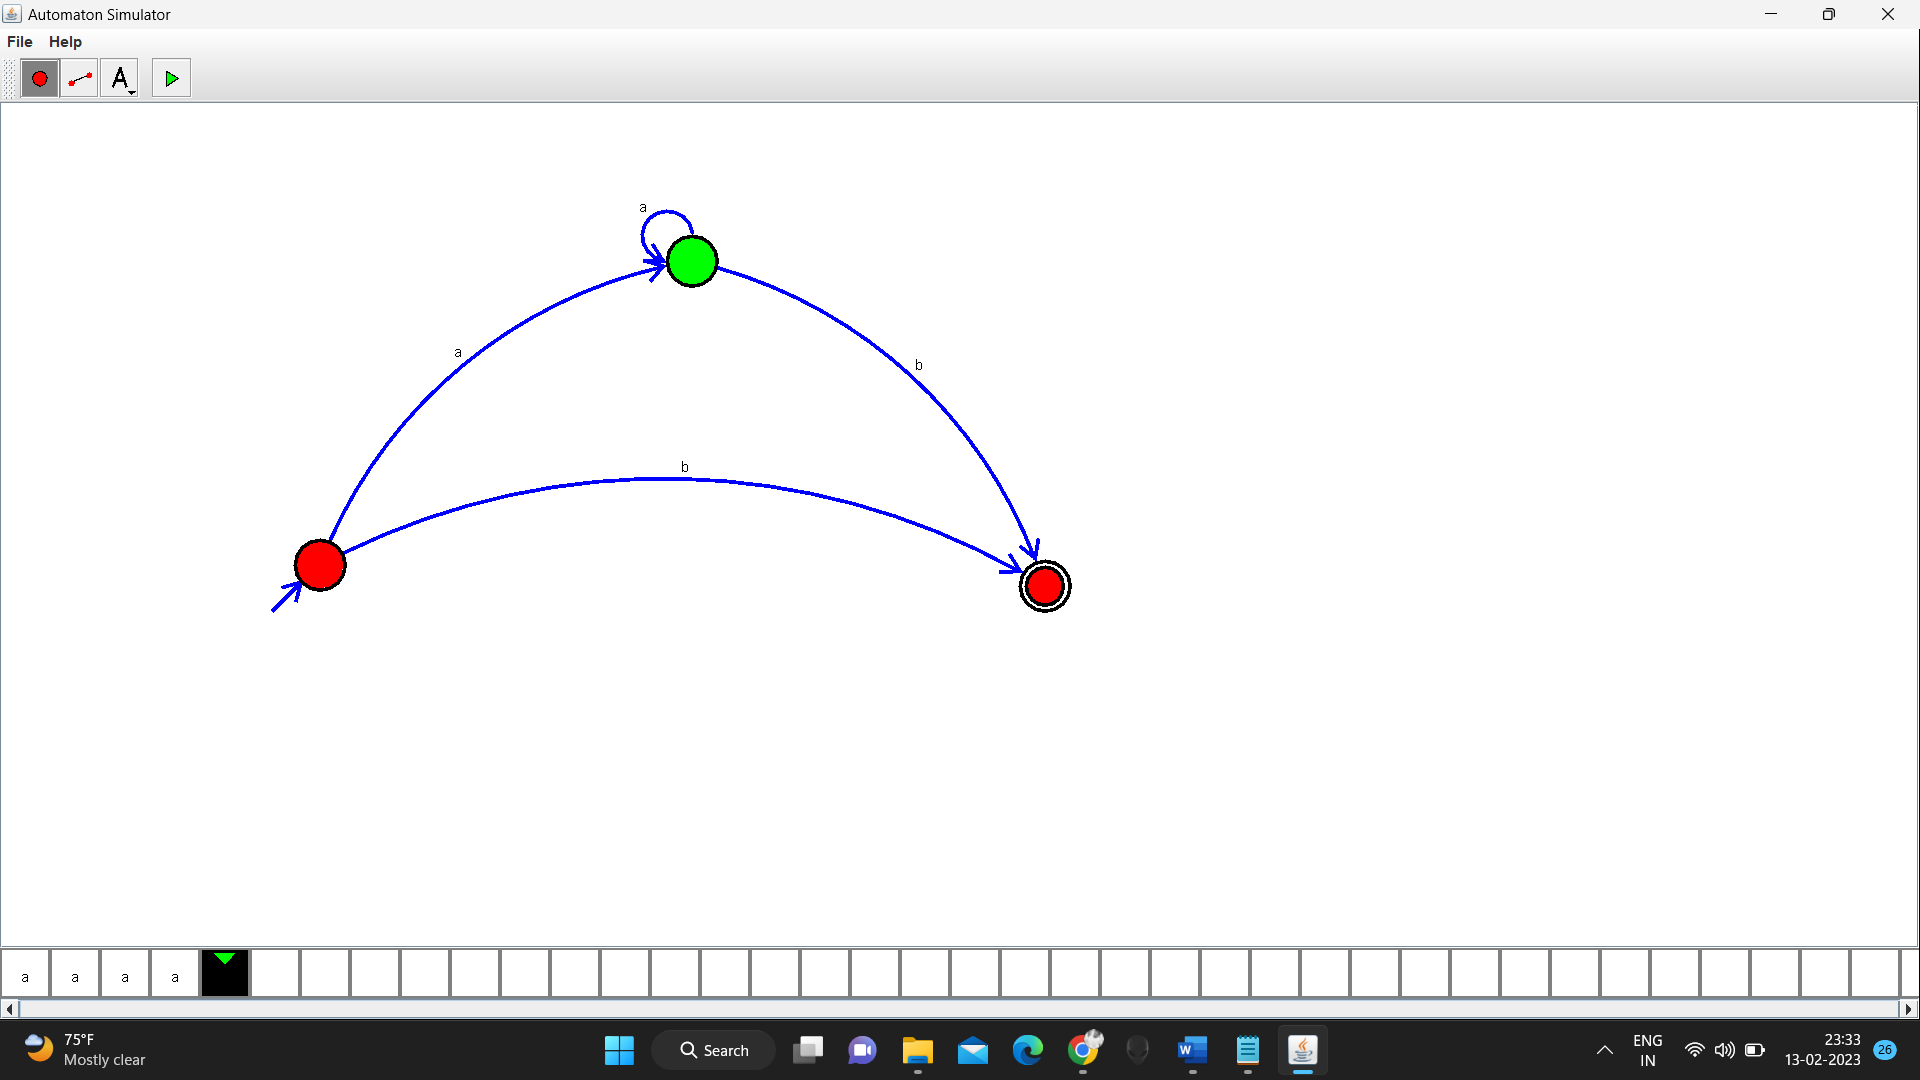 Automaton Simulator
File Help
A
a
a
b
b
a a a a
75°F
Mostly clear
Search
W
ENG
IN
23:33
13-02-2023
26